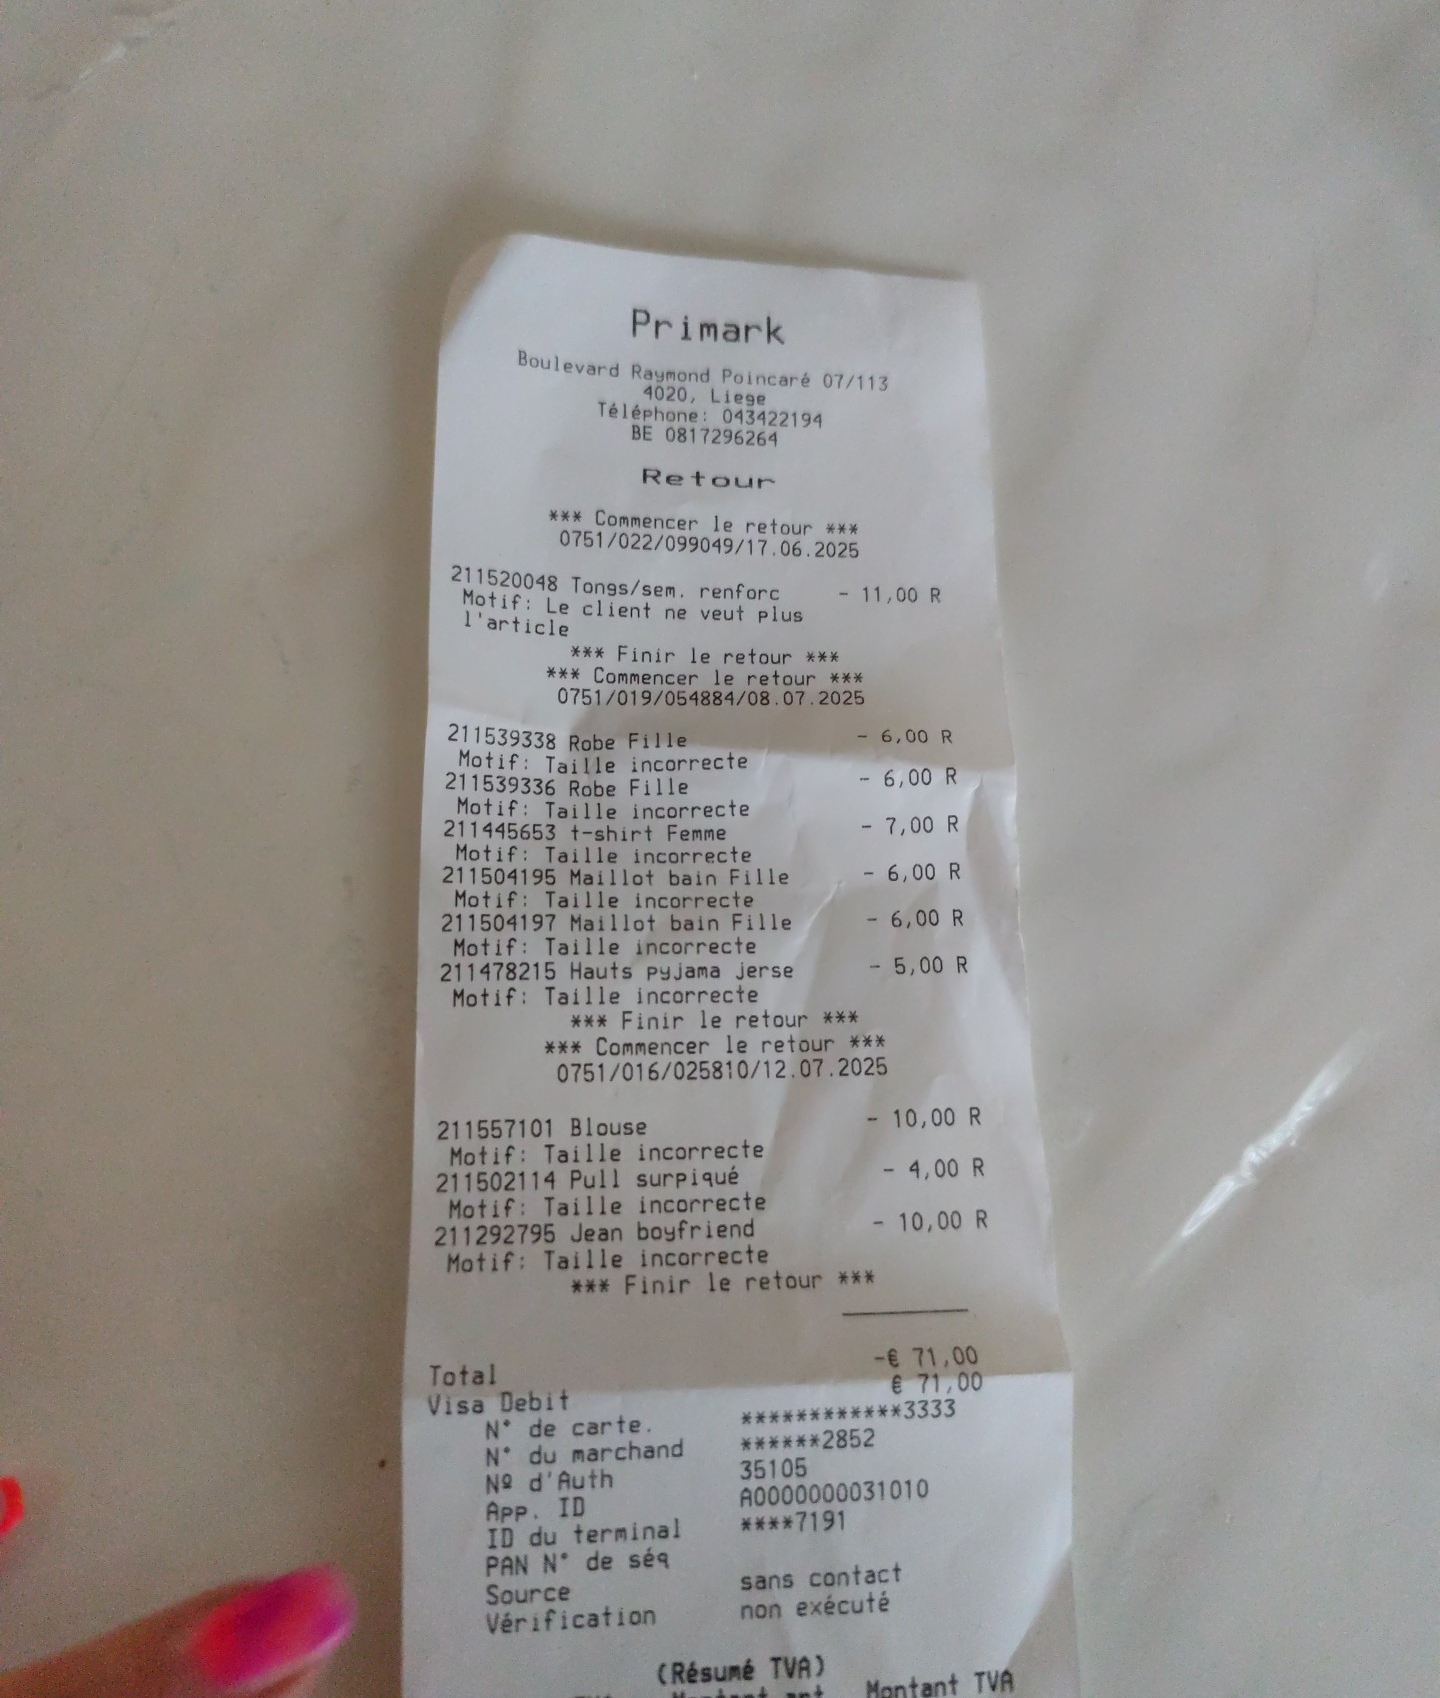 Primark
Boulevard Raymond Poincaré 07/113
4020, Liege
Téléphone: 043422194
BE 0817296264
Retour
*** Commencer le retour ***
0751/022/099049/17.06.2025
211520048 Tongs/sem. renforc - 11,00 R
Motif: Le client ne veut plus
l'article
*** Finir le retour ***
*** Commencer le retour ***
0751/019/054884/08.07.2025
211539338 Robe Fille - 6,00 R
Motif: Taille incorrecte
211539336 Robe Fille - 6,00 R
Motif: Taille incorrecte
211445653 t-shirt Femme - 7,00 R
Motif: Taille incorrecte
211504195 Maillot bain Fille - 6,00 R
Motif: Taille incorrecte
211504197 Maillot bain Fille - 6,00 R
Motif: Taille incorrecte
211478215 Hauts pyjama jerse - 5,00 R
Motif: Taille incorrecte
*** Finir le retour ***
*** Commencer le retour ***
0751/016/025810/12.07.2025
211557101 Blouse - 10,00 R
Motif: Taille incorrecte
211502114 Pull surpiqué - 4,00 R
Motif: Taille incorrecte
211292795 Jean boyfriend - 10,00 R
Motif: Taille incorrecte
*** Finir le retour ***
Total -€ 71,00
Visa Debit € 71,00
N° de carte. ************3333
N° du marchand ******2852
Nº d'Auth 35105
App. ID A0000000031010
ID du terminal ****7191
PAN N° de séq
Source sans contact
Vérification non exécuté
(Résumé TVA)
Montant TVA